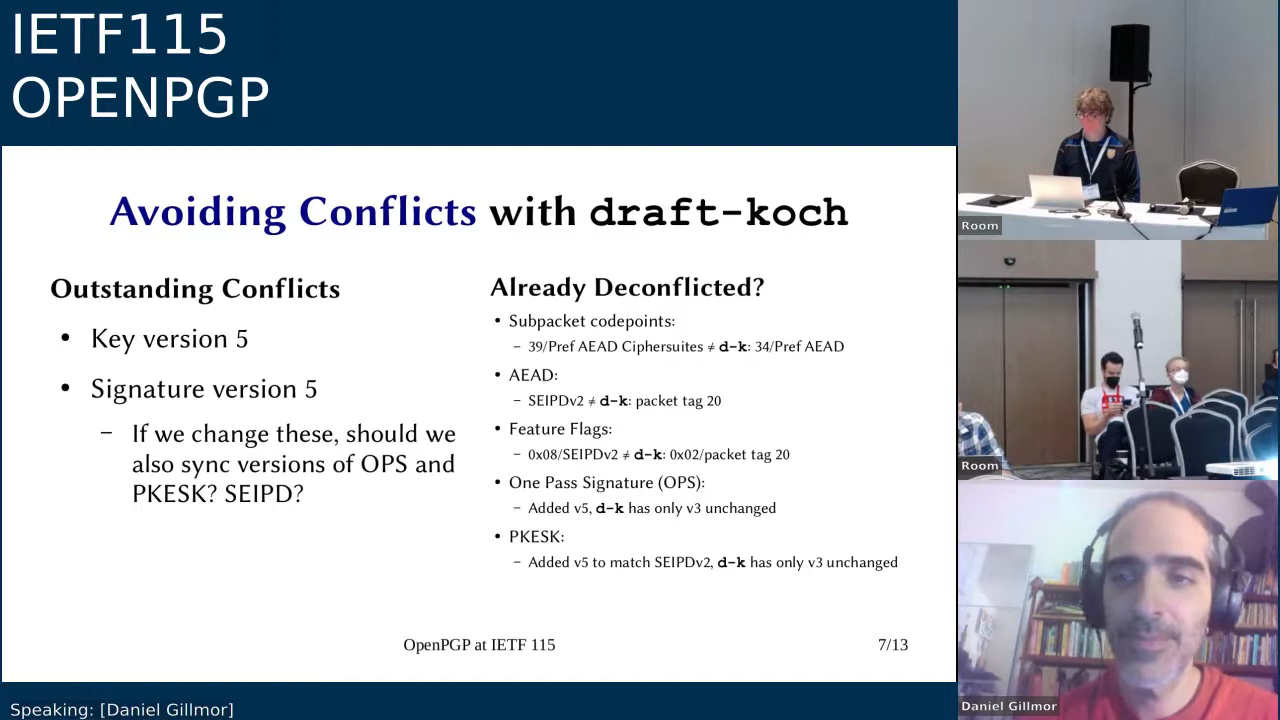 IETF115
OPENPGP
Avoiding Conflicts with draft-koch
Outstanding Conflicts
• Key version 5
• Signature version 5
– If we change these, should we
also sync versions of OPS and
PKESK? SEIPD?
Already Deconflicted?
• Subpacket codepoints:
– 39/Pref AEAD Ciphersuites ≠ d-k: 34/Pref AEAD
• AEAD:
– SEIPDv2 ≠ d-k: packet tag 20
• Feature Flags:
– 0x08/SEIPDv2 ≠ d-k: 0x02/packet tag 20
• One Pass Signature (OPS):
– Added v5, d-k has only v3 unchanged
• PKESK:
– Added v5 to match SEIPDv2, d-k has only v3 unchanged
OpenPGP at IETF 115
7/13
Speaking: [Daniel Gillmor]
Room
Room
Daniel Gillmor